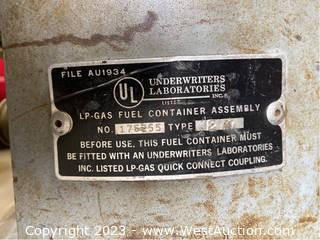 FILE AU1934
UL
UNDERWRITERS
LABORATORIES
INC.®
LISTED
LP-GAS FUEL CONTAINER ASSEMBLY
NO. 176255 TYPE
BEFORE USE, THIS FUEL CONTAINER MUST
BE FITTED WITH AN UNDERWRITERS LABORATORIES
INC. LISTED LP-GAS QUICK CONNECT COUPLING.
Copyright 2023 - www.WestAuction.com